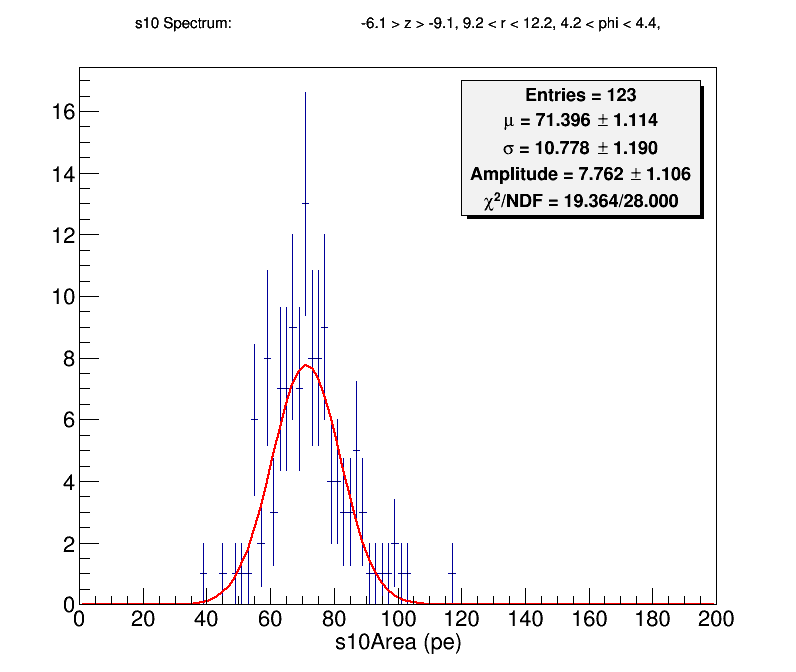 s10 Spectrum: -6.1 > z > -9.1, 9.2 < r < 12.2, 4.2 < phi < 4.4,
Entries = 123
μ = 71.396 ± 1.114
σ = 10.778 ± 1.190
Amplitude = 7.762 ± 1.106
χ²/NDF = 19.364/28.000
16
14
12
10
8
6
4
2
0
0 20 40 60 80 100 120 140 160 180 200
s10Area (pe)